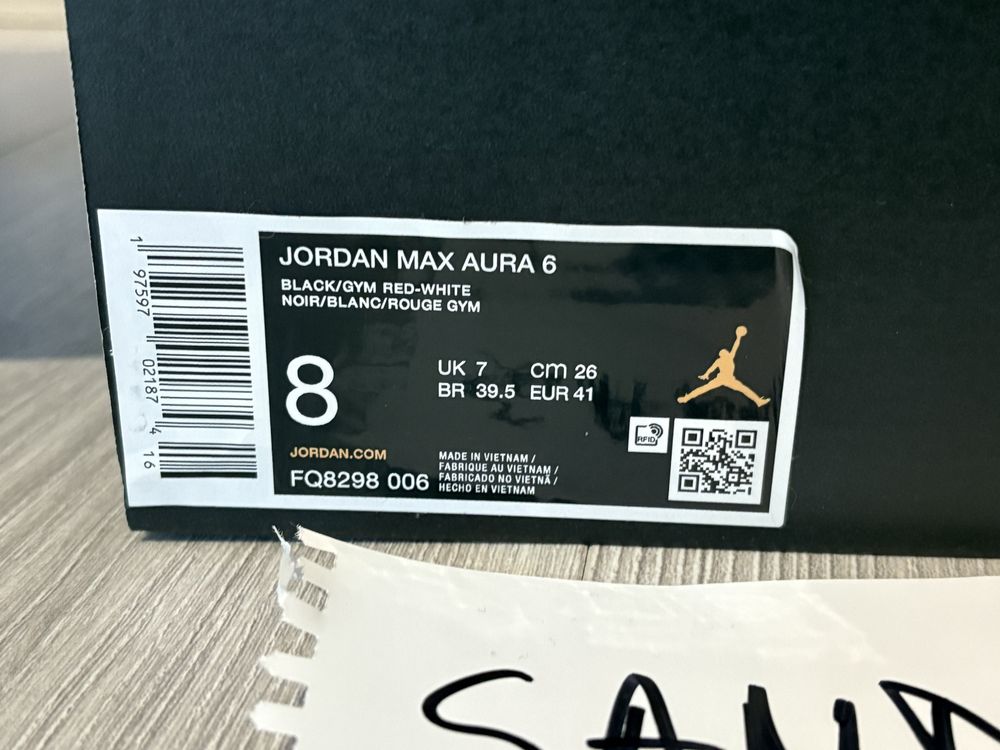 JORDAN MAX AURA 6
BLACK/GYM RED-WHITE
NOIR/BLANC/ROUGE GYM
8
UK 7 cm 26
BR 39.5 EUR 41
RFID
JORDAN.COM
FQ8298 006
MADE IN VIETNAM /
FABRIQUE AU VIETNAM /
FABRICADO NO VIETNÃ /
HECHO EN VIETNAM
1 97597 02187 4 16